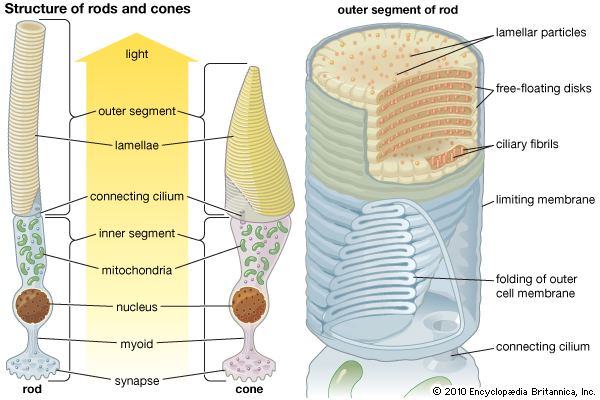 Structure of rods and cones
light
outer segment
lamellae
connecting cilium
inner segment
mitochondria
nucleus
myoid
synapse
rod
cone
outer segment of rod
lamellar particles
free-floating disks
ciliary fibrils
limiting membrane
folding of outer
cell membrane
connecting cilium
© 2010 Encyclopædia Britannica, Inc.